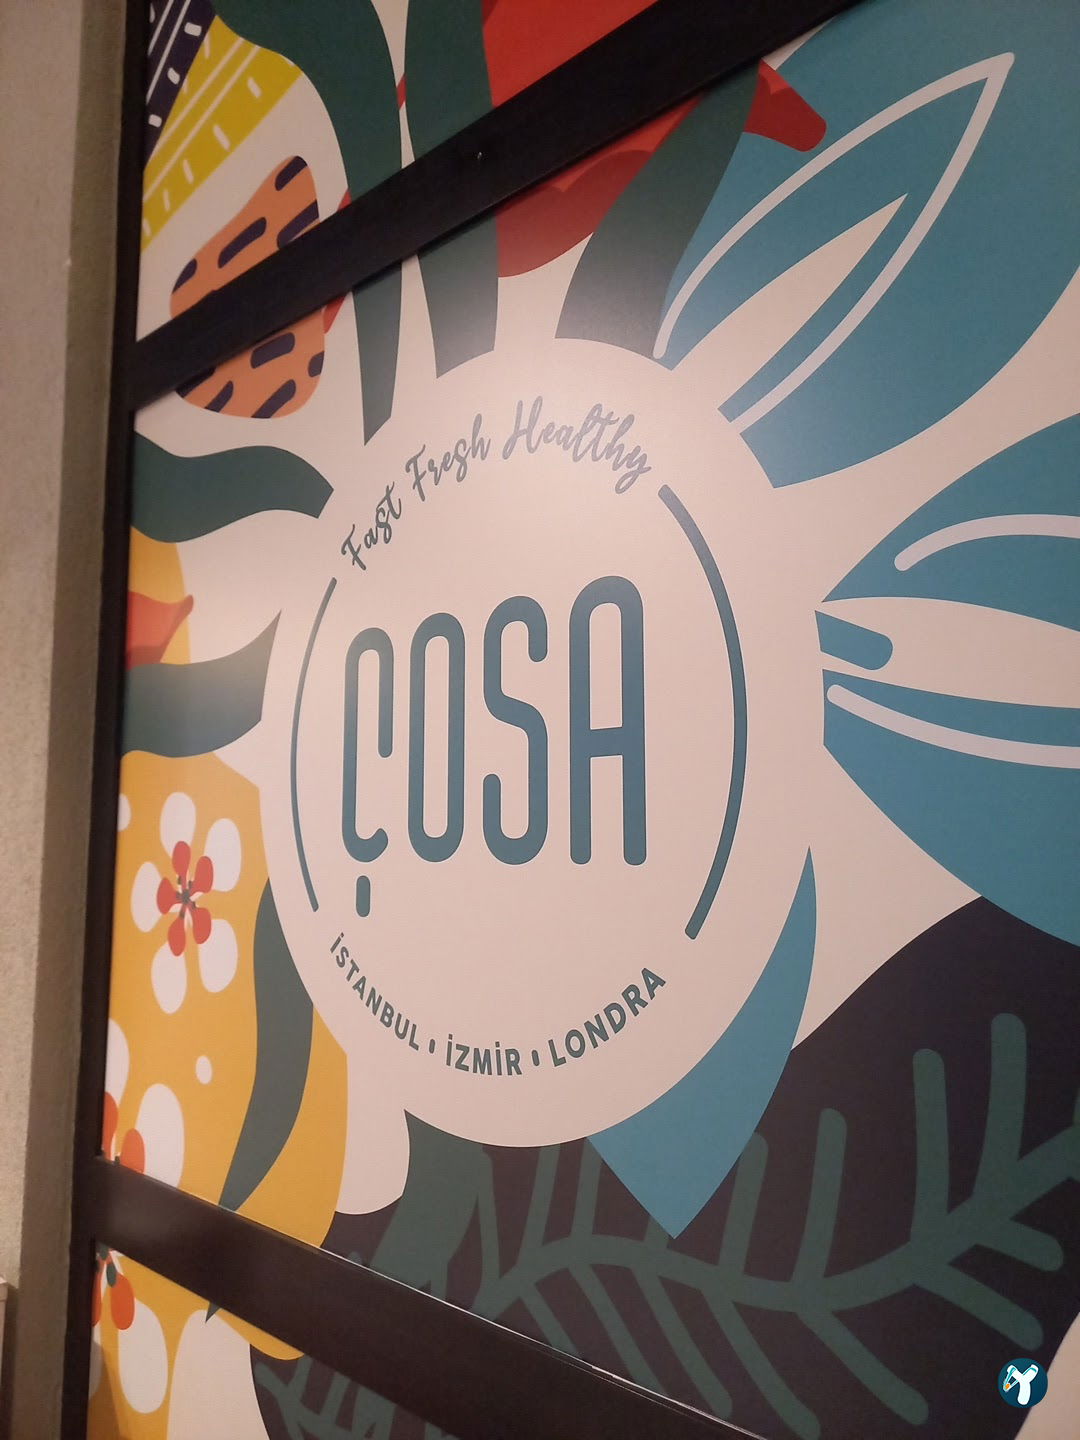 Fast Fresh Healthy
ÇOSA
İSTANBUL • İZMİR • LONDRA